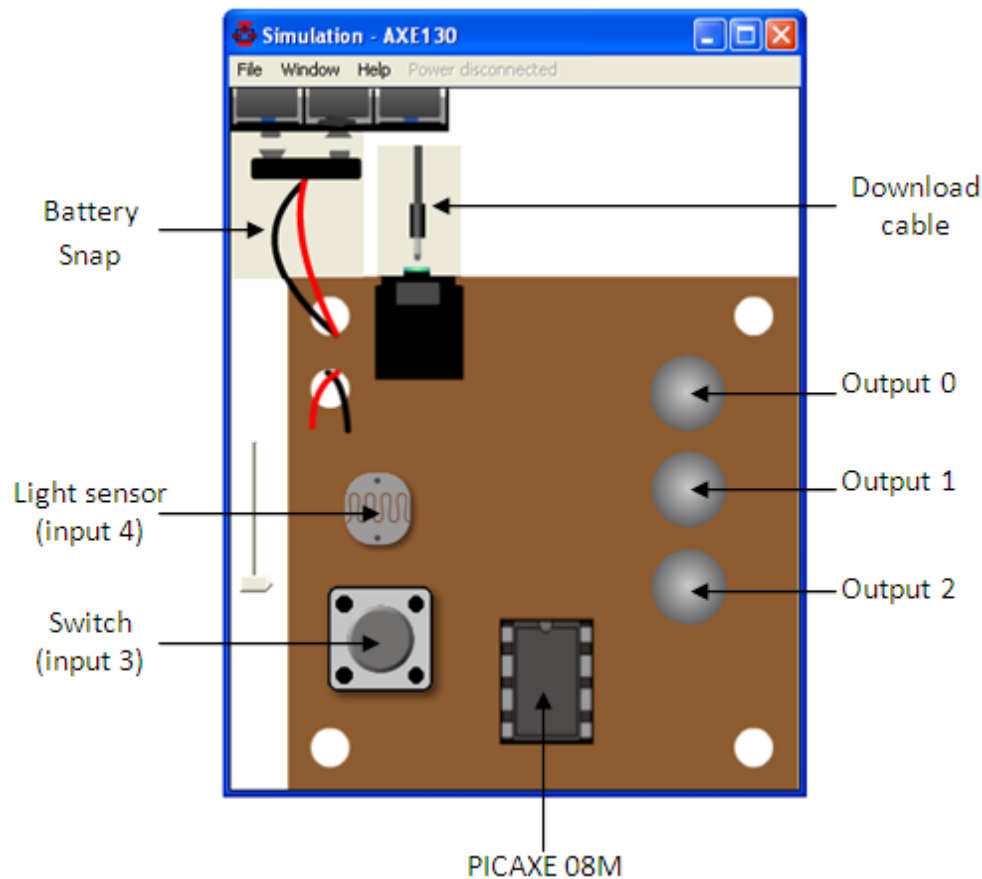 Simulation - AXE130
File Window Help Power disconnected
Battery
Snap
Download
cable
Output 0
Output 1
Light sensor
(input 4)
Output 2
Switch
(input 3)
PICAXE 08M